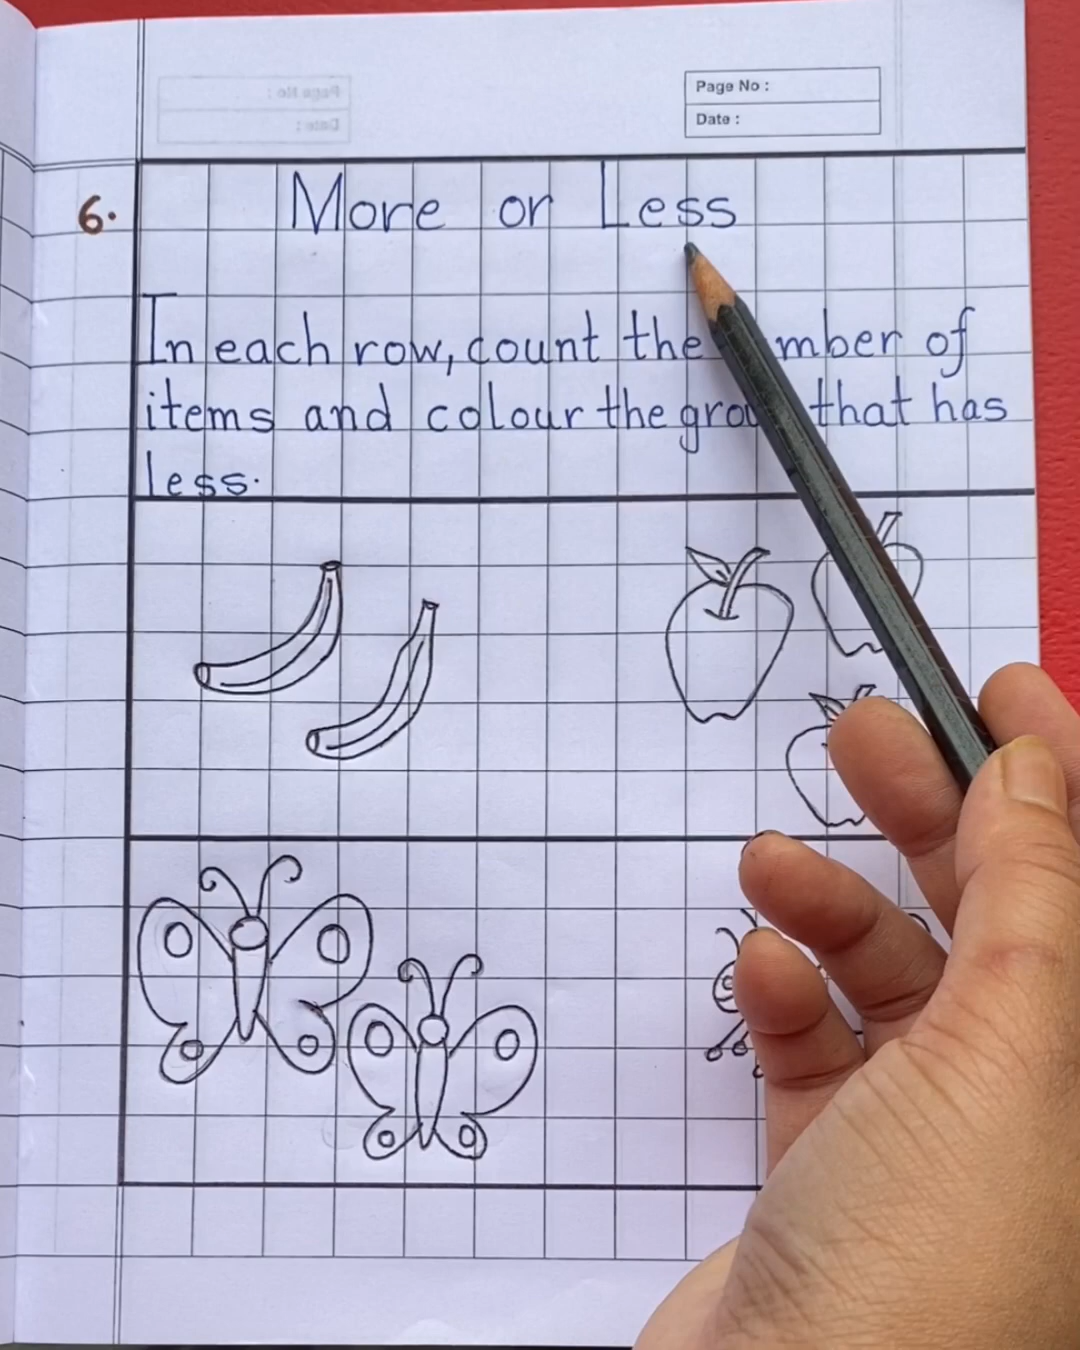 Page No :
Date :
6. More or Less
In each row, count the mber of
items and colour the grou that has
less.